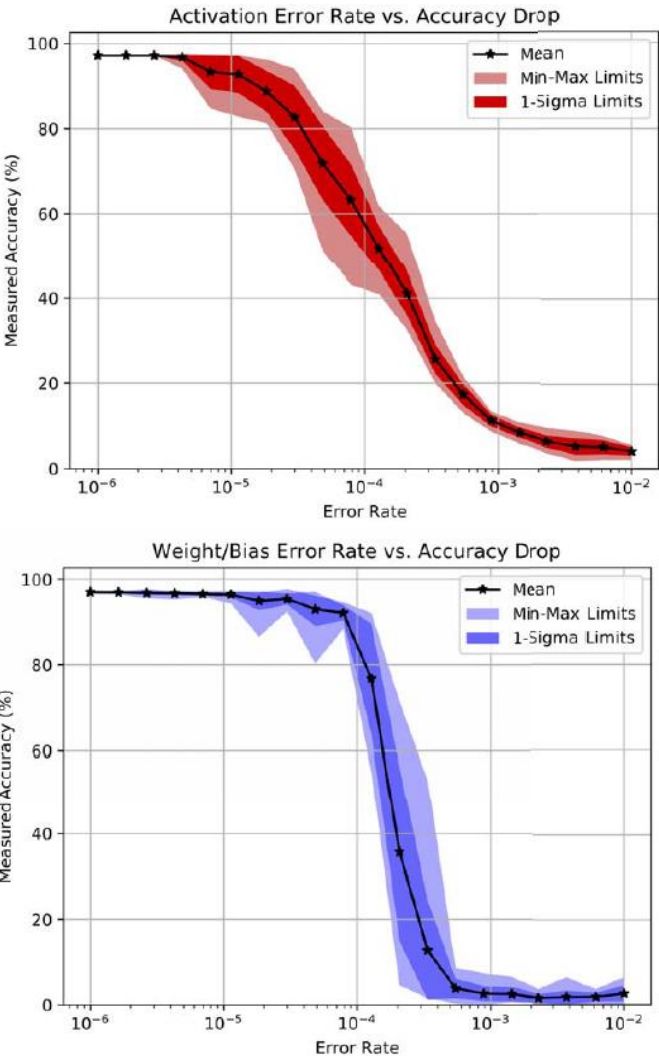 Activation Error Rate vs. Accuracy Drop
Measured Accuracy (%)
100
80
60
40
20
0
Mean
Min-Max Limits
1-Sigma Limits
10⁻⁶
10⁻⁵
10⁻⁴
10⁻³
10⁻²
Error Rate
Weight/Bias Error Rate vs. Accuracy Drop
Measured Accuracy (%)
100
80
60
40
20
0
Mean
Min-Max Limits
1-Sigma Limits
10⁻⁶
10⁻⁵
10⁻⁴
10⁻³
10⁻²
Error Rate